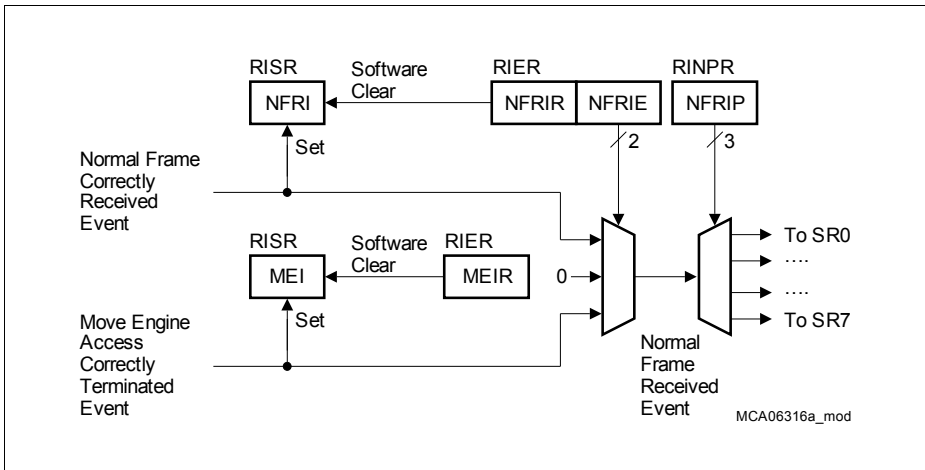 RISR
Software
Clear
RIER
RINPR
NFRI
NFRIR
NFRIE
NFRIP
Set
2
3
Normal Frame
Correctly
Received
Event
RISR
Software
Clear
RIER
To SR0
....
MEI
MEIR
0
....
Set
To SR7
Move Engine
Access
Correctly
Terminated
Event
Normal
Frame
Received
Event
MCA06316a_mod